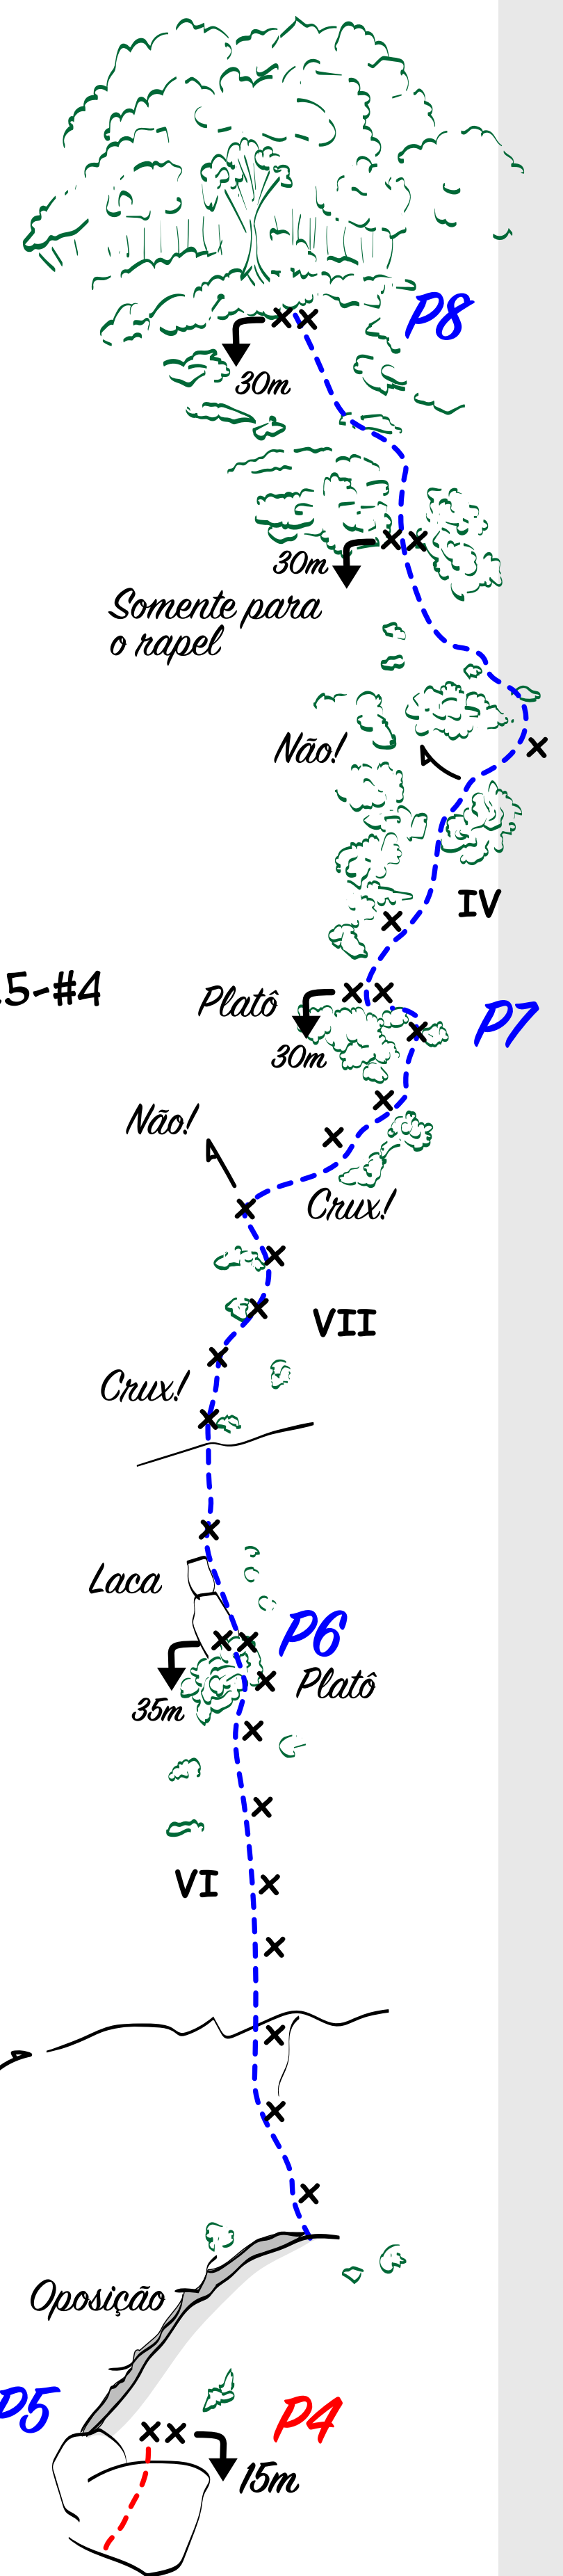 P8
30m
30m
Somente para
o rapel
Não!
IV
.5-#4
Platô
P7
30m
Não!
Crux!
VII
Crux!
Laca
P6
Platô
35m
VI
Oposição
P5
P4
15m